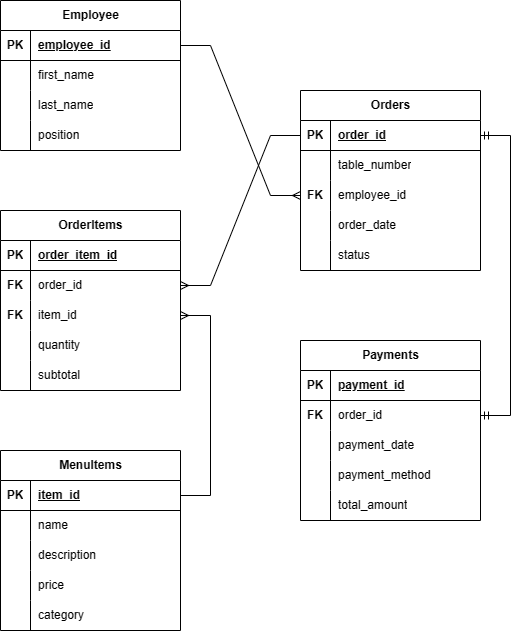 Employee
PK employee_id
first_name
last_name
position
Orders
PK order_id
table_number
FK employee_id
order_date
status
OrderItems
PK order_item_id
FK order_id
FK item_id
quantity
subtotal
Payments
PK payment_id
FK order_id
payment_date
payment_method
total_amount
MenuItems
PK item_id
name
description
price
category